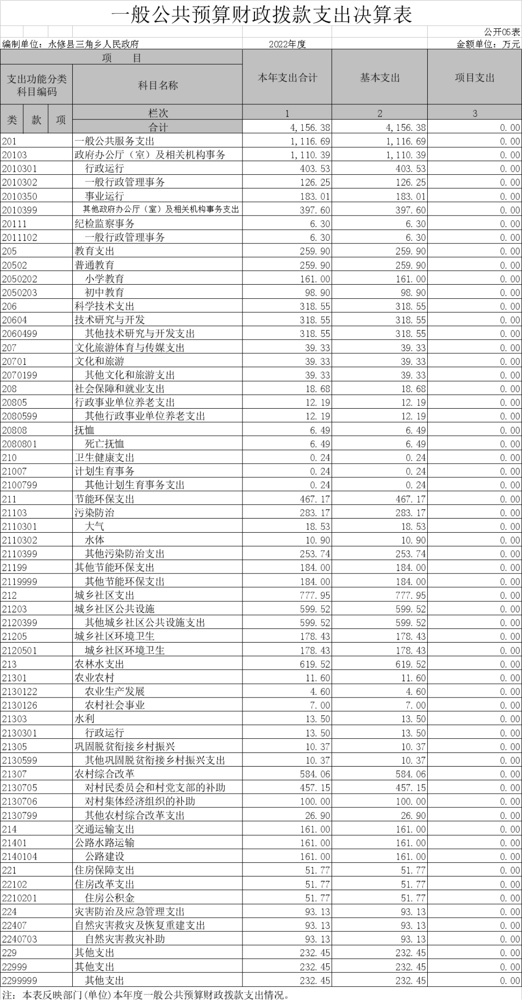 一般公共预算财政拨款支出决算表
公开05表
编制单位：永修县三角乡人民政府 2022年度 金额单位：万元
项 目 本年支出合计 基本支出 项目支出
支出功能分类科目编码 科目名称
类 款 项 栏次 1 2 3
合计 4,156.38 4,156.38 0.00
201 一般公共服务支出 1,116.69 1,116.69 0.00
20103 政府办公厅（室）及相关机构事务 1,110.39 1,110.39 0.00
2010301 行政运行 403.53 403.53 0.00
2010302 一般行政管理事务 126.25 126.25 0.00
2010350 事业运行 183.01 183.01 0.00
2010399 其他政府办公厅（室）及相关机构事务支出 397.60 397.60 0.00
20111 纪检监察事务 6.30 6.30 0.00
2011102 一般行政管理事务 6.30 6.30 0.00
205 教育支出 259.90 259.90 0.00
20502 普通教育 259.90 259.90 0.00
2050202 小学教育 161.00 161.00 0.00
2050203 初中教育 98.90 98.90 0.00
206 科学技术支出 318.55 318.55 0.00
20604 技术研究与开发 318.55 318.55 0.00
2060499 其他技术研究与开发支出 318.55 318.55 0.00
207 文化旅游体育与传媒支出 39.33 39.33 0.00
20701 文化和旅游 39.33 39.33 0.00
2070199 其他文化和旅游支出 39.33 39.33 0.00
208 社会保障和就业支出 18.68 18.68 0.00
20805 行政事业单位养老支出 12.19 12.19 0.00
2080599 其他行政事业单位养老支出 12.19 12.19 0.00
20808 抚恤 6.49 6.49 0.00
2080801 死亡抚恤 6.49 6.49 0.00
210 卫生健康支出 0.24 0.24 0.00
21007 计划生育事务 0.24 0.24 0.00
2100799 其他计划生育事务支出 0.24 0.24 0.00
211 节能环保支出 467.17 467.17 0.00
21103 污染防治 283.17 283.17 0.00
2110301 大气 18.53 18.53 0.00
2110302 水体 10.90 10.90 0.00
2110399 其他污染防治支出 253.74 253.74 0.00
21199 其他节能环保支出 184.00 184.00 0.00
2119999 其他节能环保支出 184.00 184.00 0.00
212 城乡社区支出 777.95 777.95 0.00
21203 城乡社区公共设施 599.52 599.52 0.00
2120399 其他城乡社区公共设施支出 599.52 599.52 0.00
21205 城乡社区环境卫生 178.43 178.43 0.00
2120501 城乡社区环境卫生 178.43 178.43 0.00
213 农林水支出 619.52 619.52 0.00
21301 农业农村 11.60 11.60 0.00
2130122 农业生产发展 4.60 4.60 0.00
2130126 农村社会事业 7.00 7.00 0.00
21303 水利 13.50 13.50 0.00
2130301 行政运行 13.50 13.50 0.00
21305 巩固脱贫衔接乡村振兴 10.37 10.37 0.00
2130599 其他巩固脱贫衔接乡村振兴支出 10.37 10.37 0.00
21307 农村综合改革 584.06 584.06 0.00
2130705 对村民委员会和村党支部的补助 457.15 457.15 0.00
2130706 对村集体经济组织的补助 100.00 100.00 0.00
2130799 其他农村综合改革支出 26.90 26.90 0.00
214 交通运输支出 161.00 161.00 0.00
21401 公路水路运输 161.00 161.00 0.00
2140104 公路建设 161.00 161.00 0.00
221 住房保障支出 51.77 51.77 0.00
22102 住房改革支出 51.77 51.77 0.00
2210201 住房公积金 51.77 51.77 0.00
224 灾害防治及应急管理支出 93.13 93.13 0.00
22407 自然灾害救灾及恢复重建支出 93.13 93.13 0.00
2240703 自然灾害救灾补助 93.13 93.13 0.00
229 其他支出 232.45 232.45 0.00
22999 其他支出 232.45 232.45 0.00
2299999 其他支出 232.45 232.45 0.00
注：本表反映部门(单位)本年度一般公共预算财政拨款支出情况。